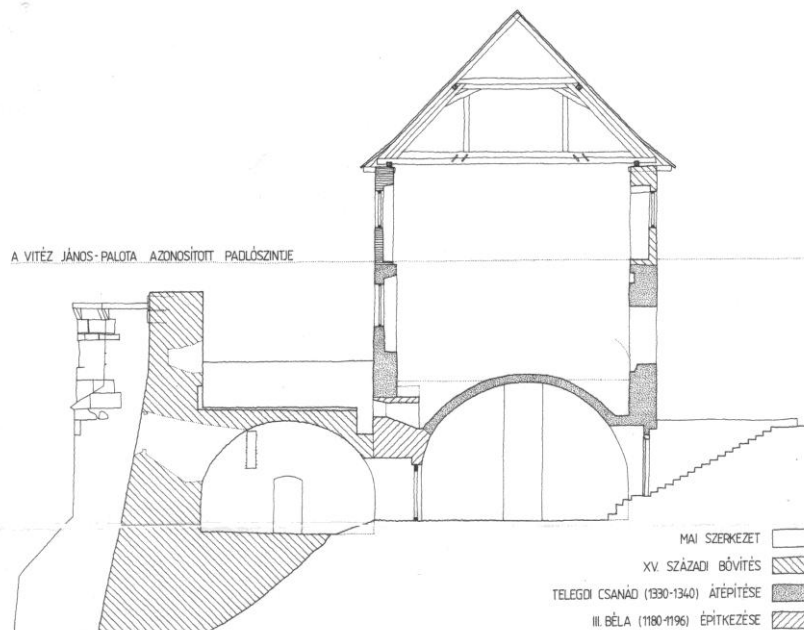 A VITÉZ JÁNOS-PALOTA AZONOSÍTOTT PADLÓSZINTJE
MAI SZERKEZET
XV. SZÁZADI BŐVÍTÉS
TELEGDI CSANÁD (1330-1340) ÁTÉPÍTÉSE
III. BÉLA (1180-1196) ÉPÍTKEZÉSE